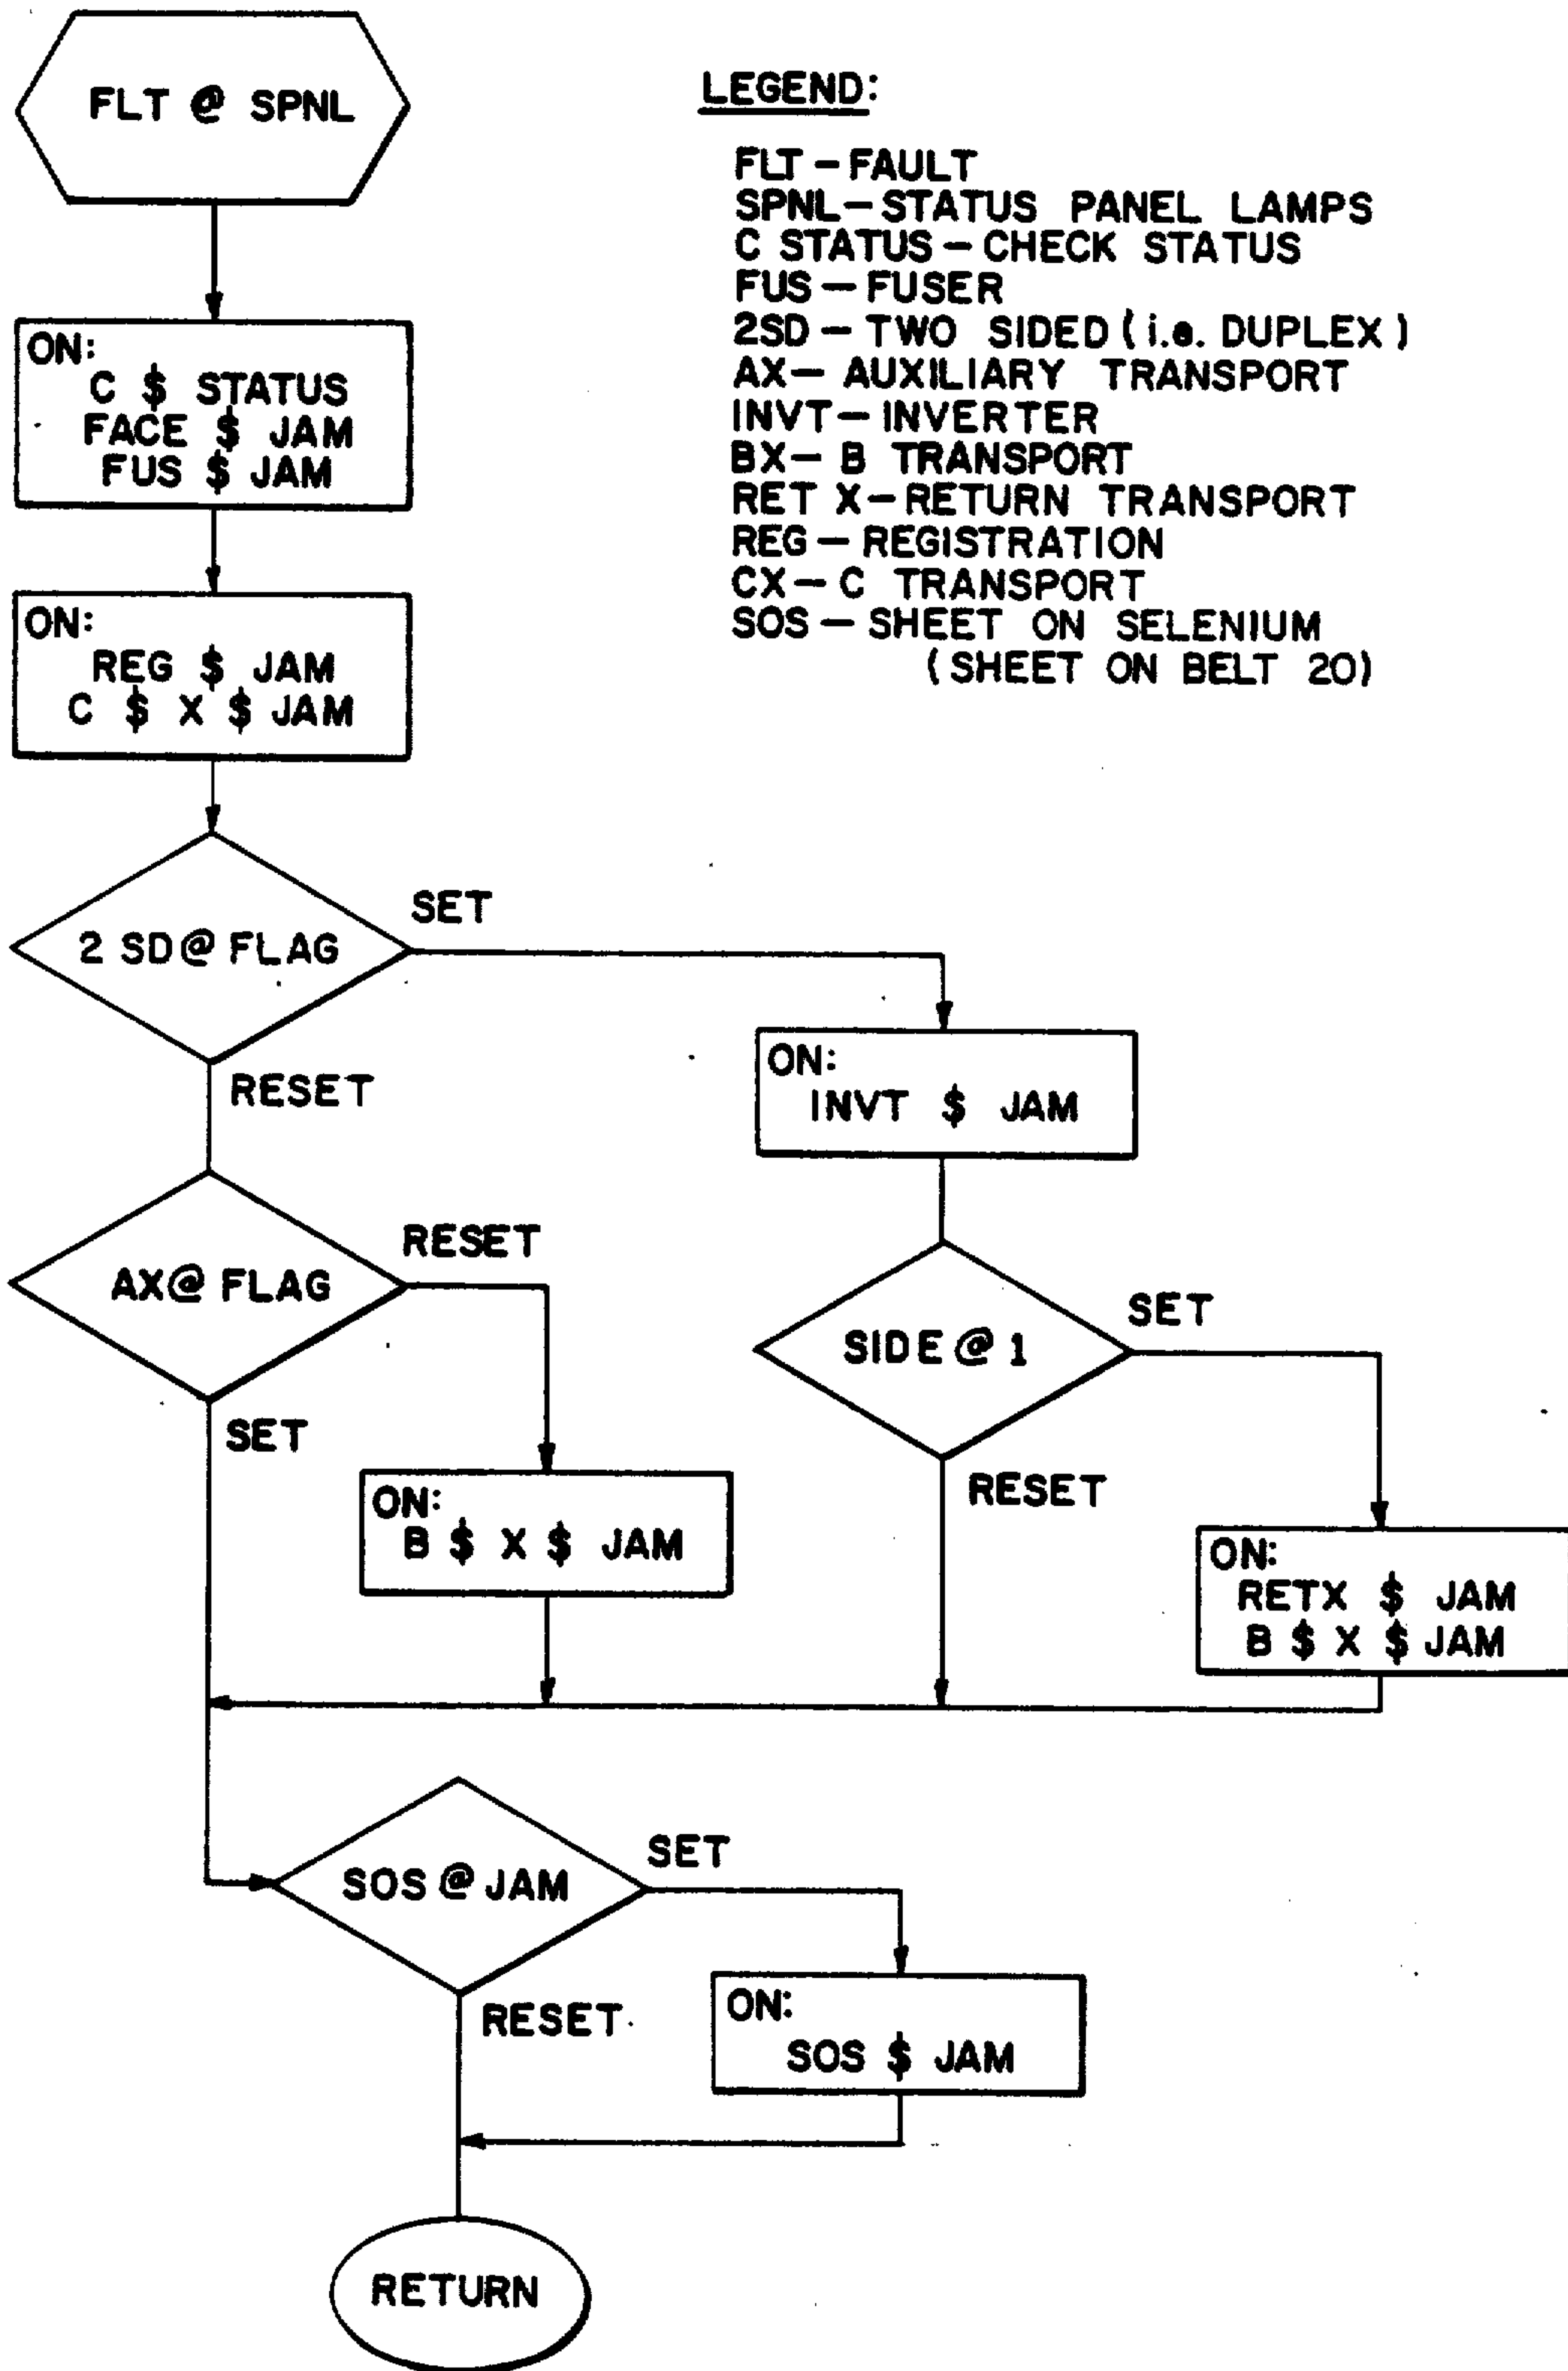 FLT @ SPNL
LEGEND:
FLT – FAULT
SPNL – STATUS PANEL LAMPS
C STATUS – CHECK STATUS
FUS – FUSER
2SD – TWO SIDED (i.e. DUPLEX)
AX – AUXILIARY TRANSPORT
INVT – INVERTER
BX – B TRANSPORT
RET X – RETURN TRANSPORT
REG – REGISTRATION
CX – C TRANSPORT
SOS – SHEET ON SELENIUM
(SHEET ON BELT 20)
ON:
C $ STATUS
FACE $ JAM
FUS $ JAM
ON:
REG $ JAM
C $ X $ JAM
2 SD@ FLAG
SET
RESET
ON:
INVT $ JAM
AX@ FLAG
RESET
SET
SIDE @ 1
SET
RESET
ON:
B $ X $ JAM
ON:
RETX $ JAM
B $ X $ JAM
SOS @ JAM
SET
RESET
ON:
SOS $ JAM
RETURN